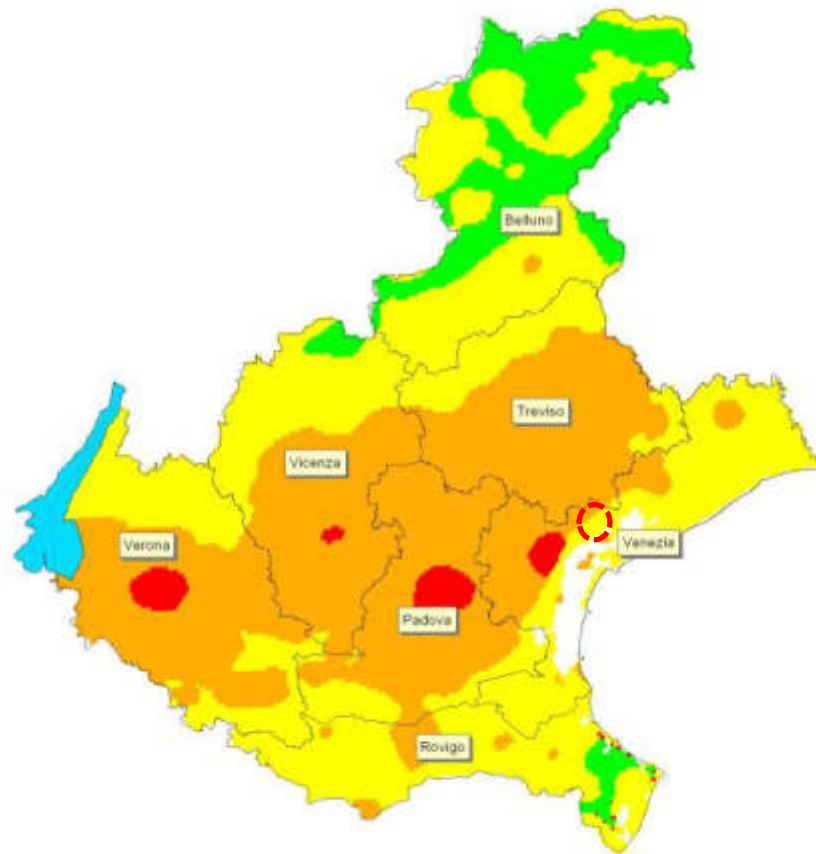 Belluno
Treviso
Vicenza
Verona
Venezia
Padova
Rovigo